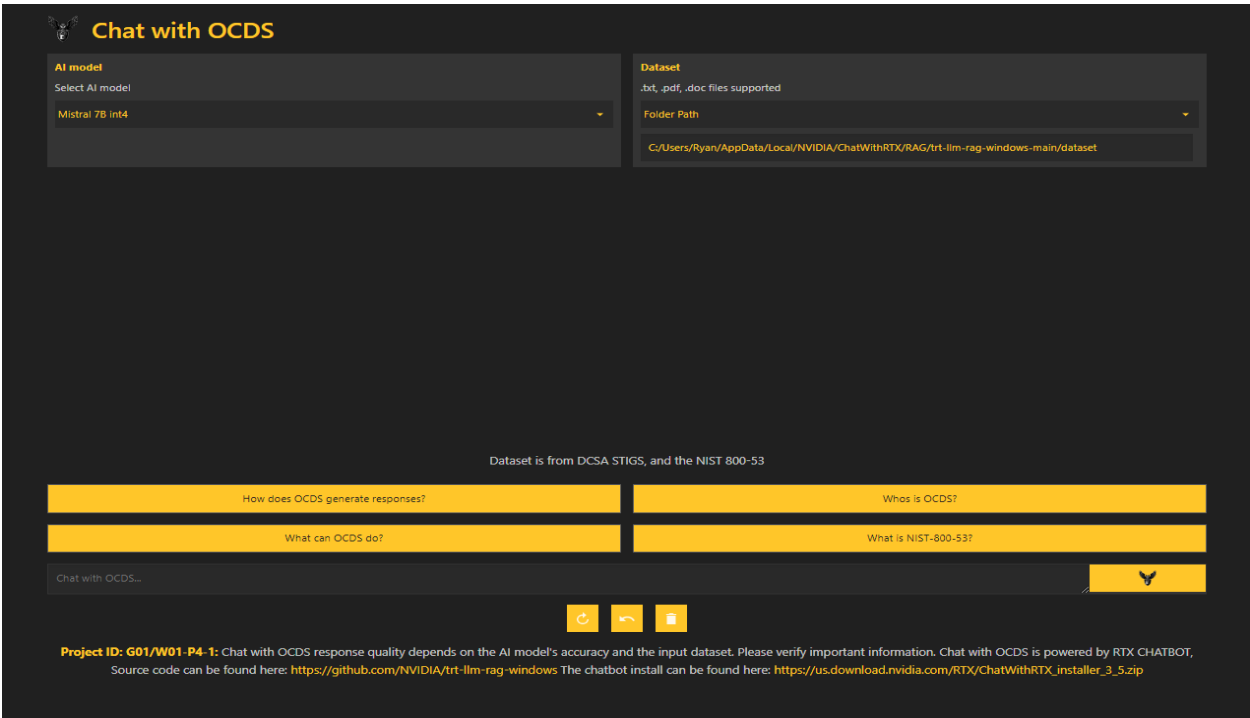 Chat with OCDS
AI model
Select AI model
Mistral 7B int4
Dataset
.txt, .pdf, .doc files supported
Folder Path
C:/Users/Ryan/AppData/Local/NVIDIA/ChatWithRTX/RAG/trt-llm-rag-windows-main/dataset
Dataset is from DCSA STIGS, and the NIST 800-53
How does OCDS generate responses?
Whos is OCDS?
What can OCDS do?
What is NIST-800-53?
Chat with OCDS...
Project ID: G01/W01-P4-1: Chat with OCDS response quality depends on the AI model's accuracy and the input dataset. Please verify important information. Chat with OCDS is powered by RTX CHATBOT,
Source code can be found here: https://github.com/NVIDIA/trt-llm-rag-windows The chatbot install can be found here: https://us.download.nvidia.com/RTX/ChatWithRTX_installer_3_5.zip